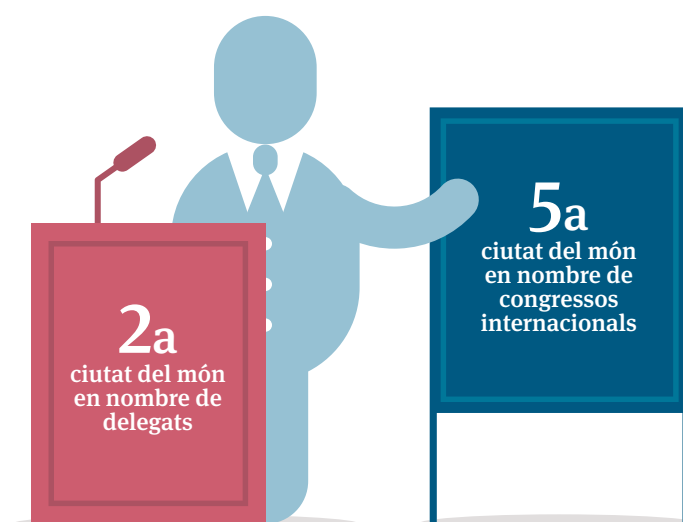 2a
ciutat del món
en nombre de
delegats
5a
ciutat del món
en nombre de
congressos
internacionals